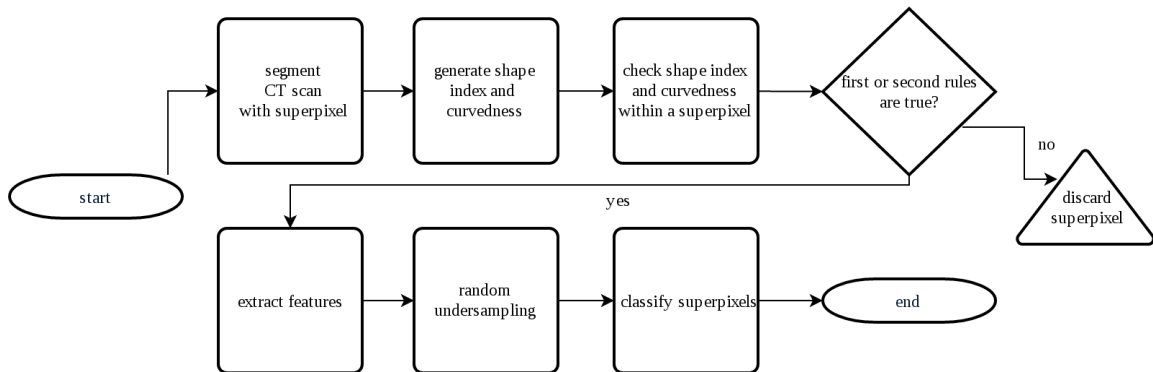 segment
CT scan
with superpixel
generate shape
index and
curvedness
check shape index
and curvedness
within a superpixel
first or second rules
are true?
no
start
discard
superpixel
yes
extract features
random
undersampling
classify superpixels
end